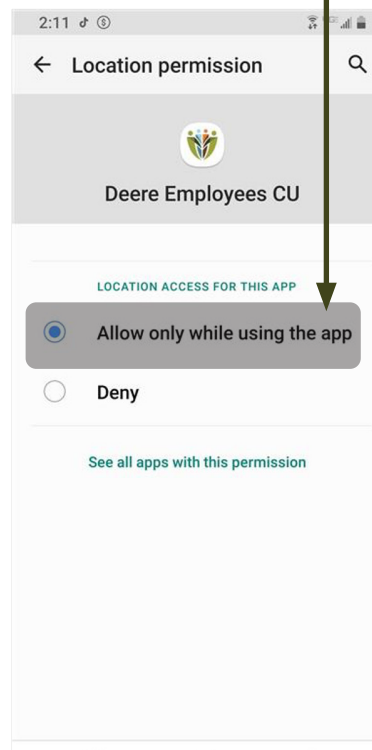 2:11
Location permission
Deere Employees CU
LOCATION ACCESS FOR THIS APP
Allow only while using the app
Deny
See all apps with this permission